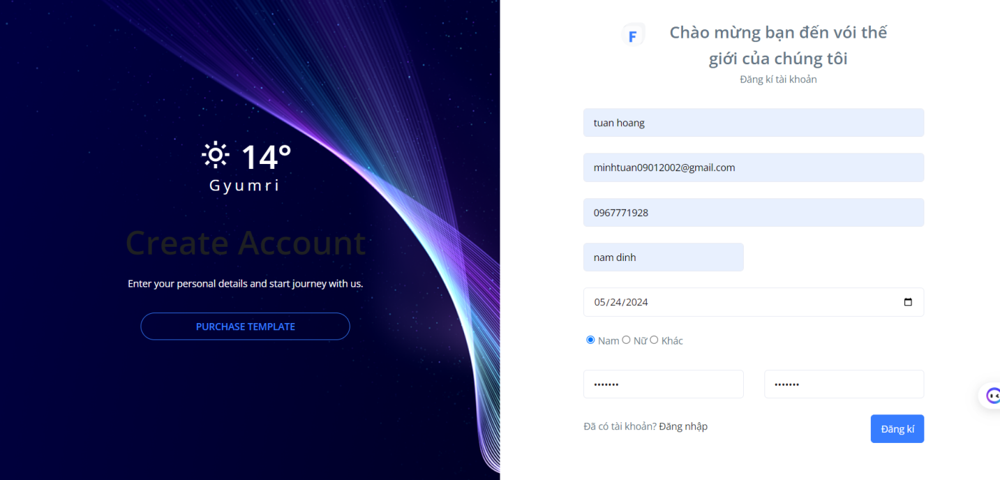 14°
Gyumri
Create Account
Enter your personal details and start journey with us.
PURCHASE TEMPLATE
F
Chào mừng bạn đến vói thế
giới của chúng tôi
Đăng kí tài khoản
tuan hoang
minhtuan09012002@gmail.com
0967771928
nam dinh
05/24/2024
Nam Nữ Khác
••••••• •••••••
Đã có tài khoản? Đăng nhập
Đăng kí